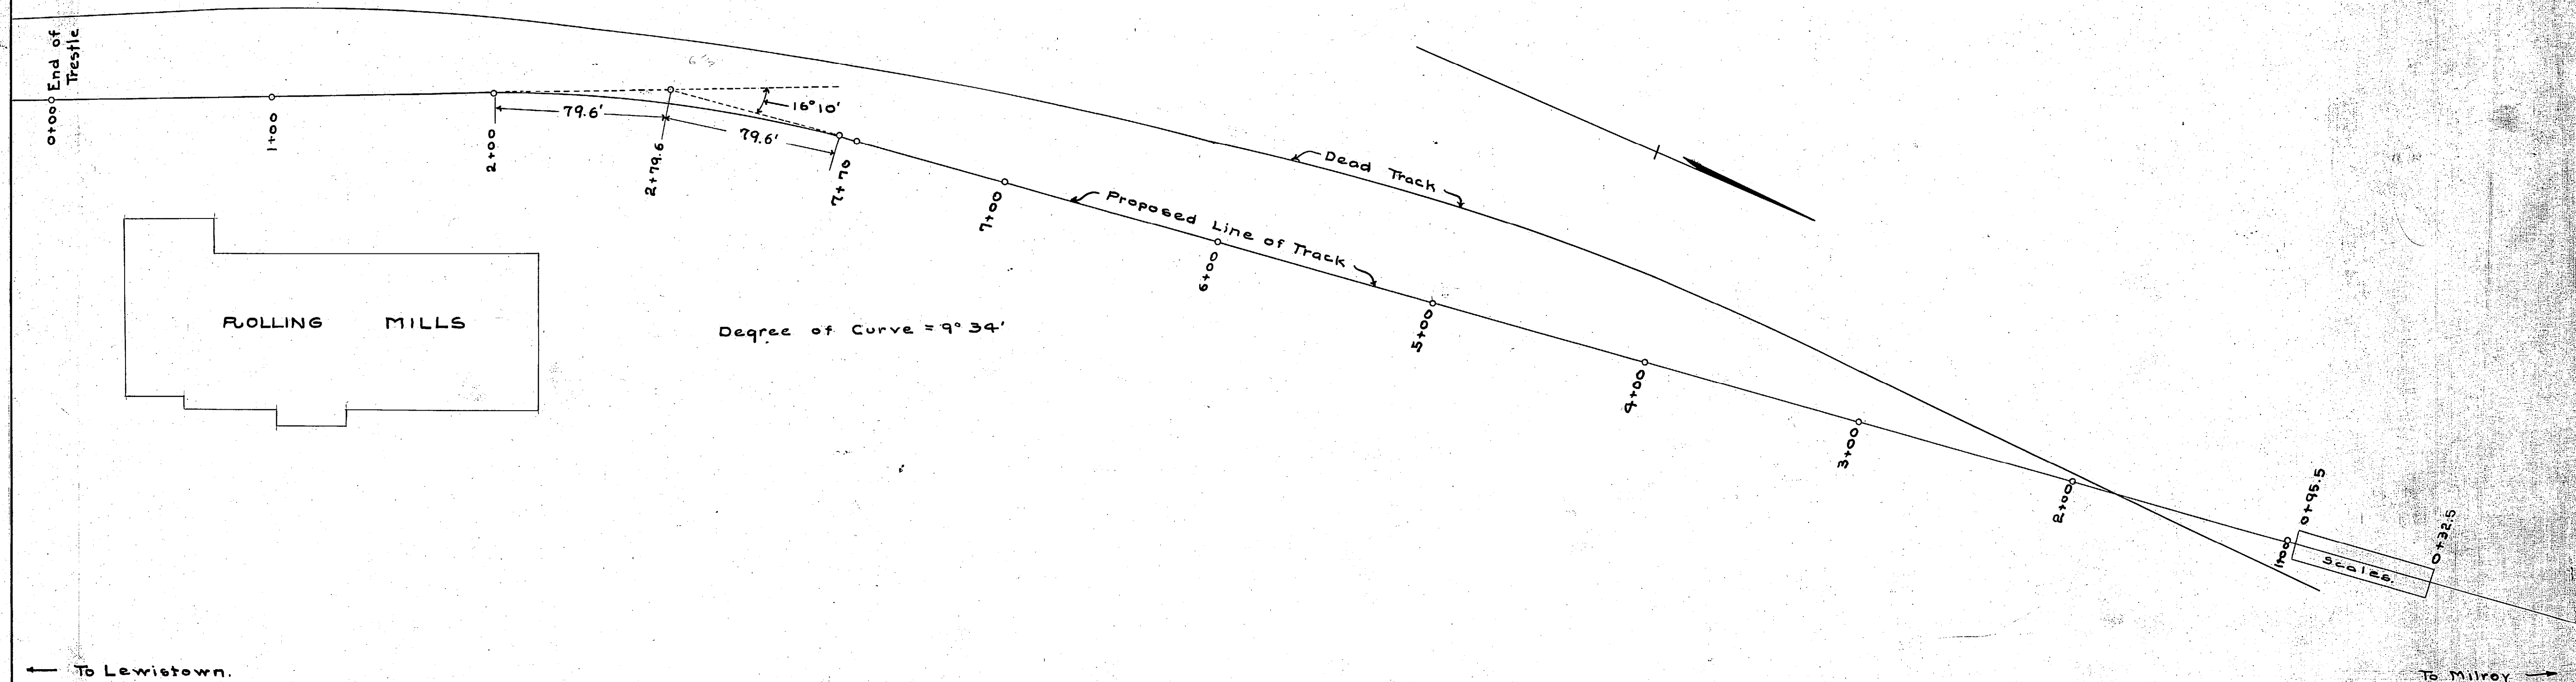 End of
Trestle
0+00
1+00
2+00
79.6'
2+79.6
79.6'
16°10'
7+70
7+00
Proposed Line of Track
6+00
Dead Track
5+00
4+00
3+00
2+00
1+00
0+95.5
Scales.
0+32.5
ROLLING MILLS
Degree of Curve = 9° 34'
← To Lewistown.
To Milroy →